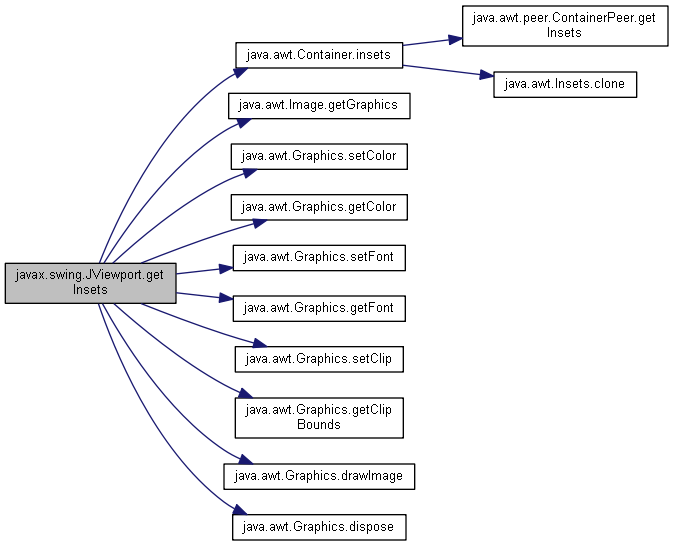 javax.swing.JViewport.get
Insets
java.awt.Container.insets
java.awt.peer.ContainerPeer.get
Insets
java.awt.Insets.clone
java.awt.Image.getGraphics
java.awt.Graphics.setColor
java.awt.Graphics.getColor
java.awt.Graphics.setFont
java.awt.Graphics.getFont
java.awt.Graphics.setClip
java.awt.Graphics.getClip
Bounds
java.awt.Graphics.drawImage
java.awt.Graphics.dispose